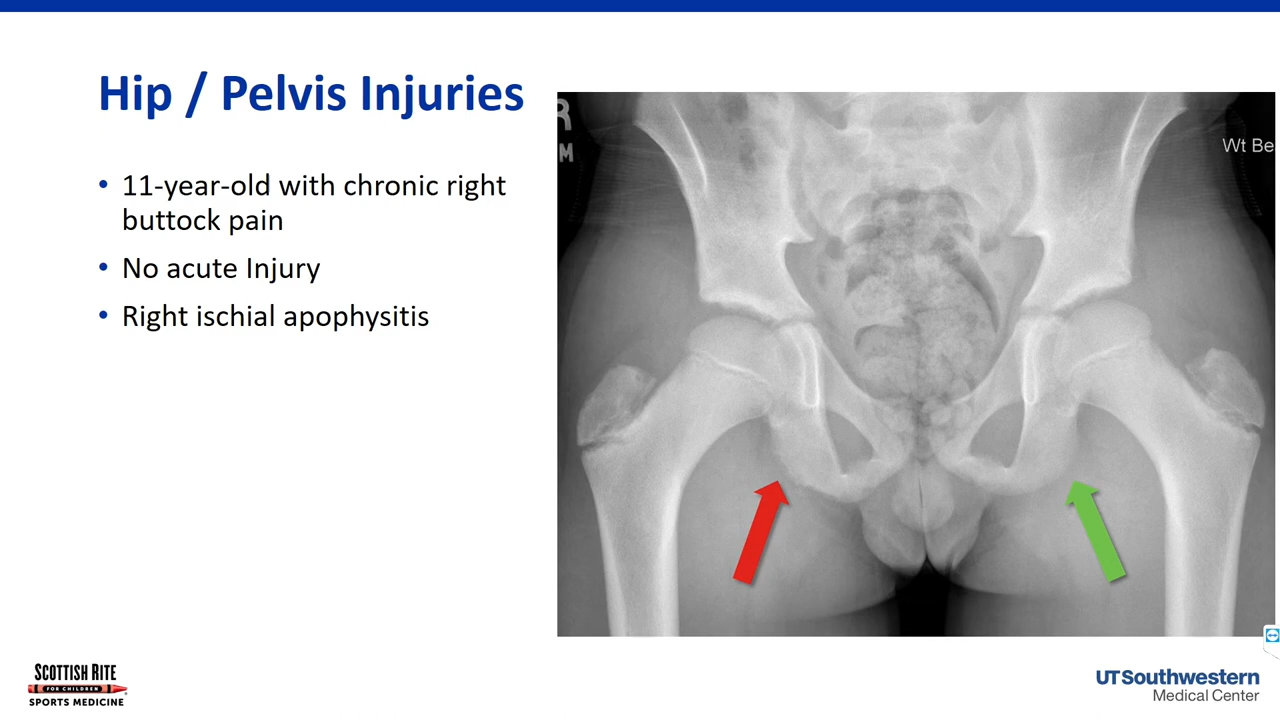 Hip / Pelvis Injuries
• 11-year-old with chronic right
buttock pain
• No acute Injury
• Right ischial apophysitis
R
M
Wt Be
SCOTTISH RITE
FOR CHILDREN
SPORTS MEDICINE
UT Southwestern
Medical Center